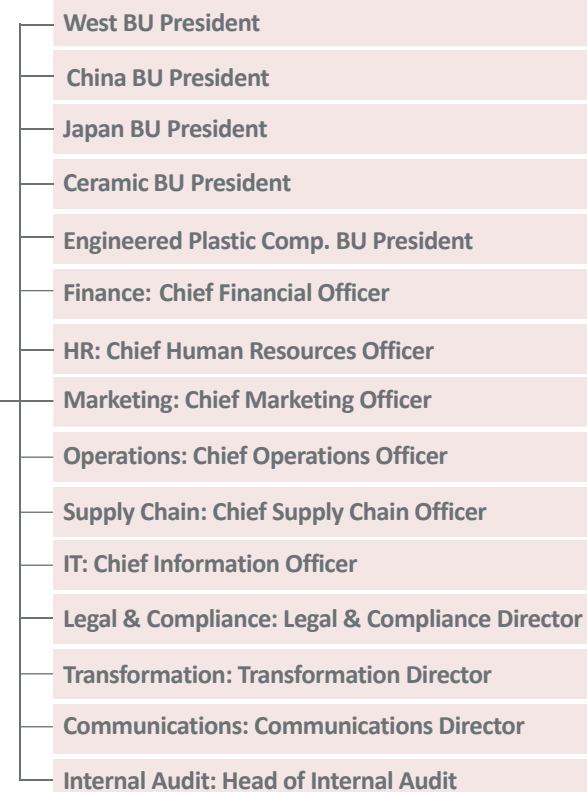 West BU President
China BU President
Japan BU President
Ceramic BU President
Engineered Plastic Comp. BU President
Finance: Chief Financial Officer
HR: Chief Human Resources Officer
Marketing: Chief Marketing Officer
Operations: Chief Operations Officer
Supply Chain: Chief Supply Chain Officer
IT: Chief Information Officer
Legal & Compliance: Legal & Compliance Director
Transformation: Transformation Director
Communications: Communications Director
Internal Audit: Head of Internal Audit